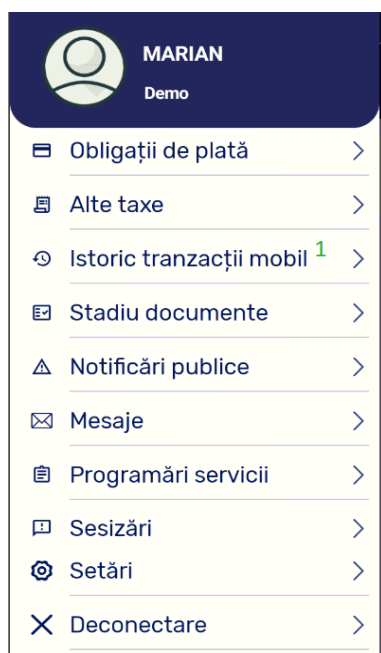 MARIAN
Demo
Obligații de plată
Alte taxe
Istoric tranzacții mobil 1
Stadiu documente
Notificări publice
Mesaje
Programări servicii
Sesizări
Setări
Deconectare